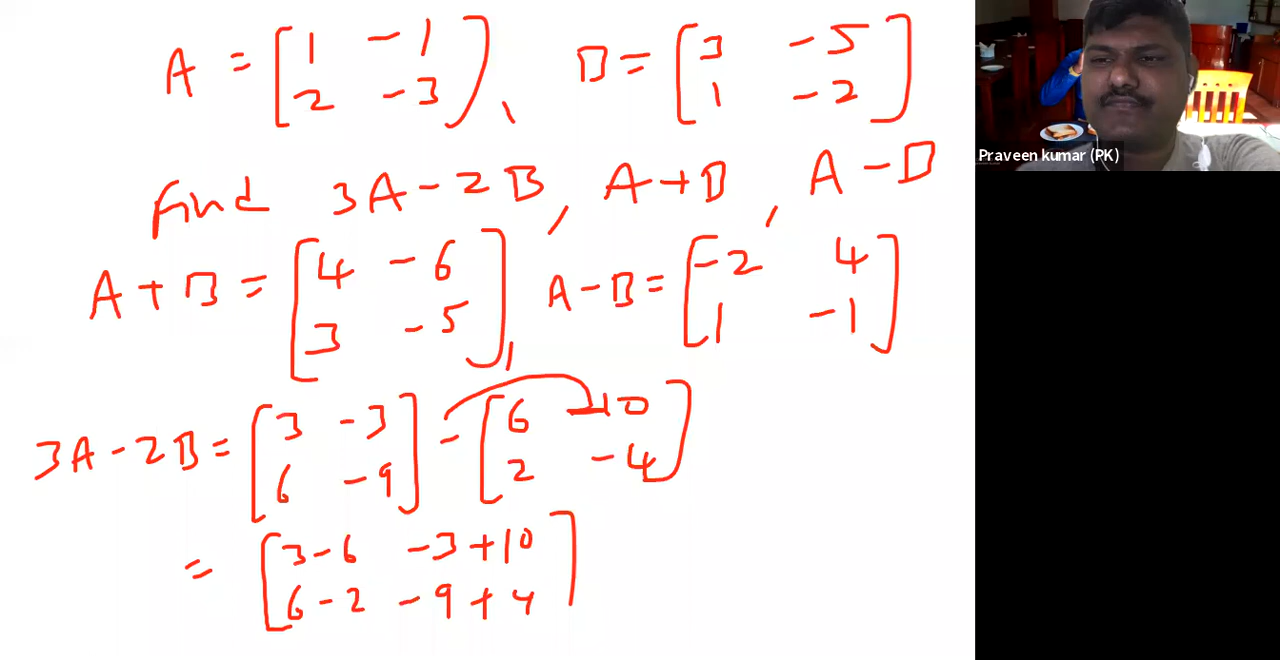 A = [1 -1
2 -3], B = [3 -5
1 -2]
Find 3A-2B, A+B, A-B
A+B = [4 -6
3 -5], A-B = [-2 4
1 -1]
3A-2B = [3 -3
6 -9] - [6 -10
2 -4]
= [3-6 -3+10
6-2 -9+4]
Praveen kumar (PK)